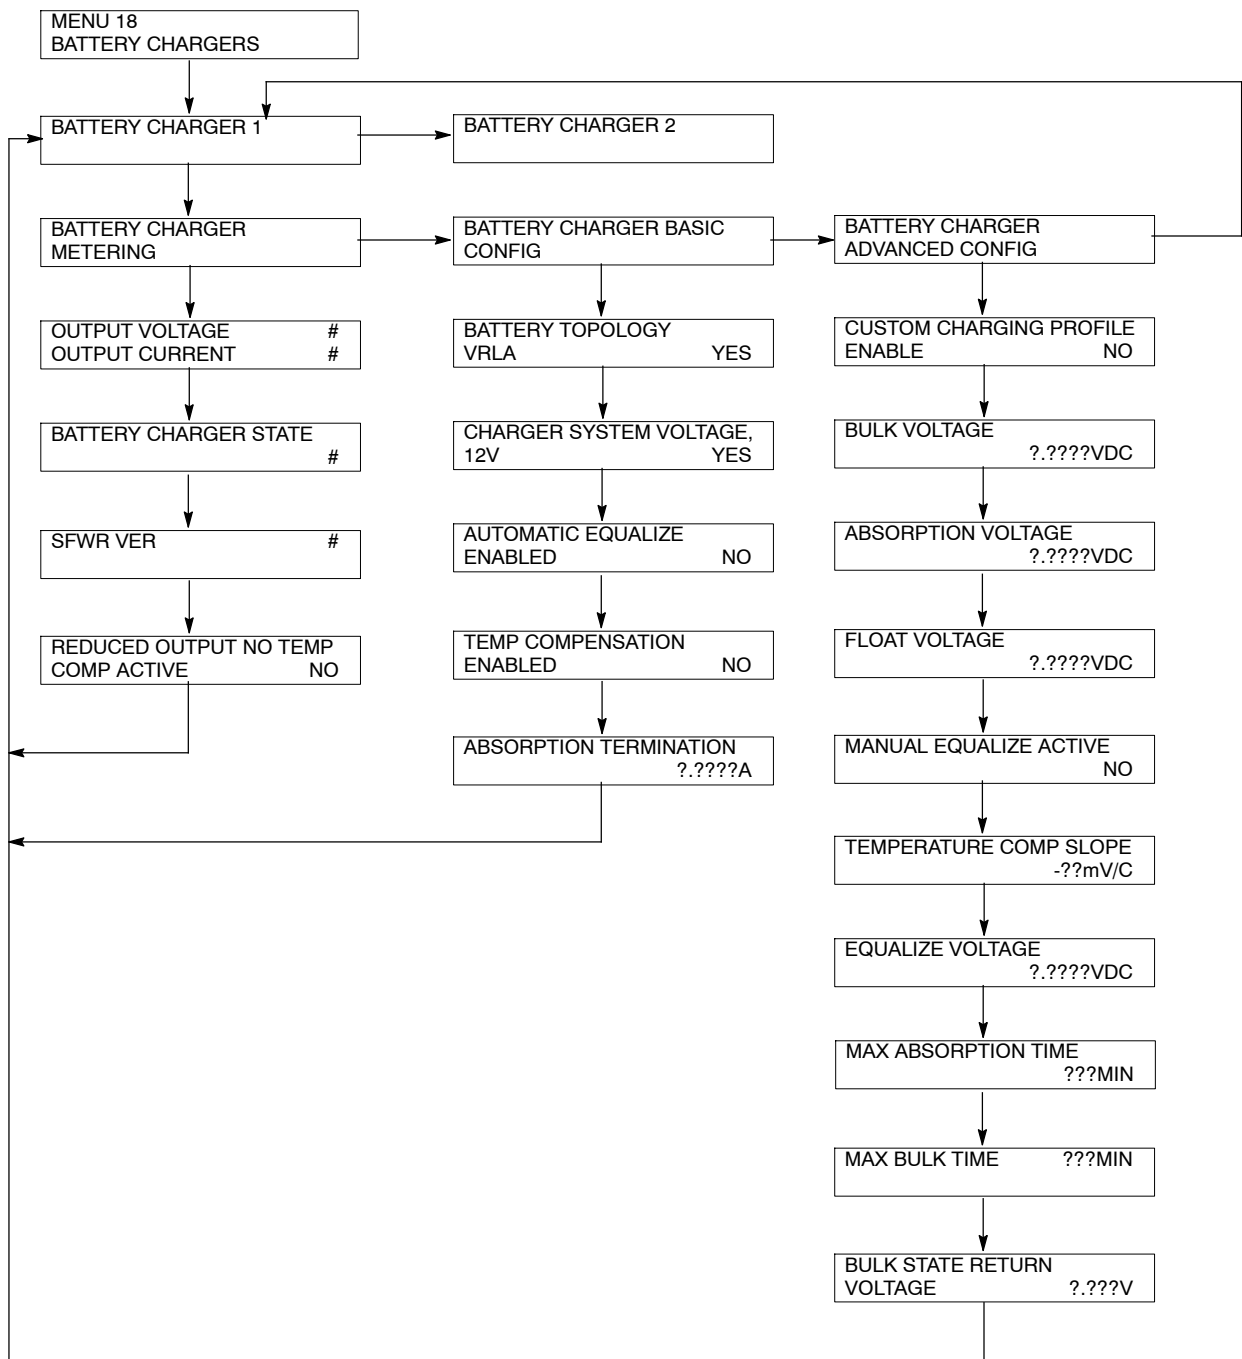 MENU 18
BATTERY CHARGERS
BATTERY CHARGER 1
BATTERY CHARGER 2
BATTERY CHARGER
METERING
BATTERY CHARGER BASIC
CONFIG
BATTERY CHARGER
ADVANCED CONFIG
OUTPUT VOLTAGE #
OUTPUT CURRENT #
BATTERY CHARGER STATE
#
SFWR VER #
REDUCED OUTPUT NO TEMP
COMP ACTIVE NO
BATTERY TOPOLOGY
VRLA YES
CHARGER SYSTEM VOLTAGE,
12V YES
AUTOMATIC EQUALIZE
ENABLED NO
TEMP COMPENSATION
ENABLED NO
ABSORPTION TERMINATION
?.????A
CUSTOM CHARGING PROFILE
ENABLE NO
BULK VOLTAGE
?.????VDC
ABSORPTION VOLTAGE
?.????VDC
FLOAT VOLTAGE
?.????VDC
MANUAL EQUALIZE ACTIVE
NO
TEMPERATURE COMP SLOPE
-??mV/C
EQUALIZE VOLTAGE
?.????VDC
MAX ABSORPTION TIME
???MIN
MAX BULK TIME ???MIN
BULK STATE RETURN
VOLTAGE ?.???V